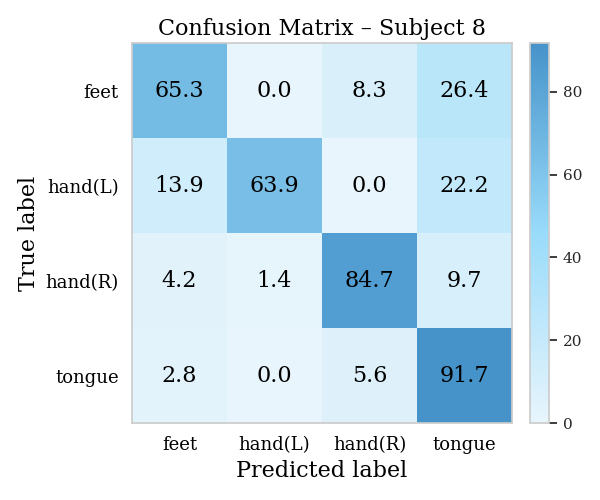 Confusion Matrix – Subject 8
True label
feet 65.3 0.0 8.3 26.4
hand(L) 13.9 63.9 0.0 22.2
hand(R) 4.2 1.4 84.7 9.7
tongue 2.8 0.0 5.6 91.7
feet hand(L) hand(R) tongue
Predicted label
80
60
40
20
0